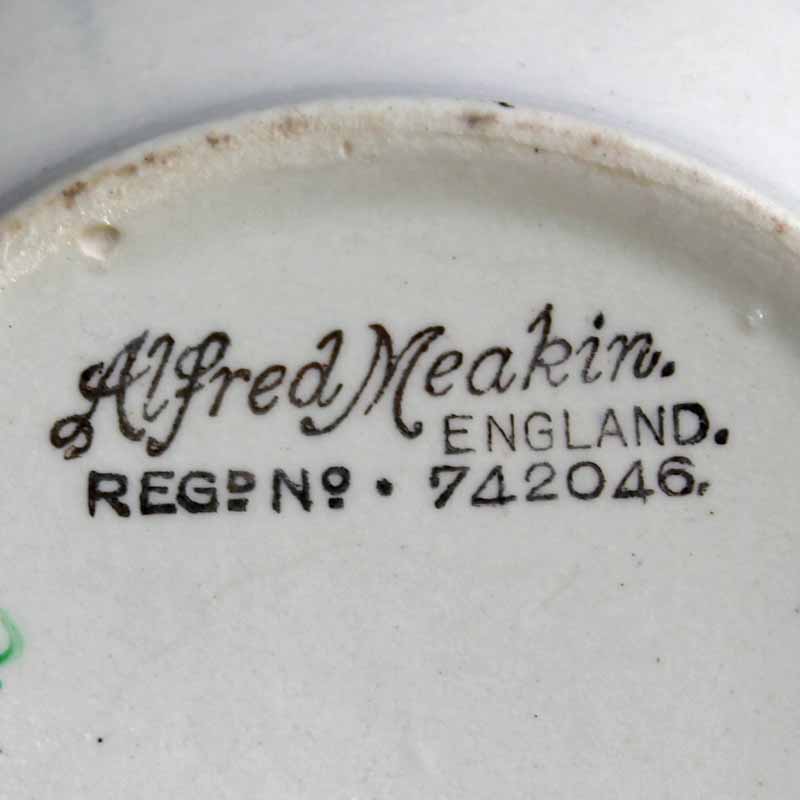 Alfred Meakin.
ENGLAND.
REGᴰ Nº · 742046.